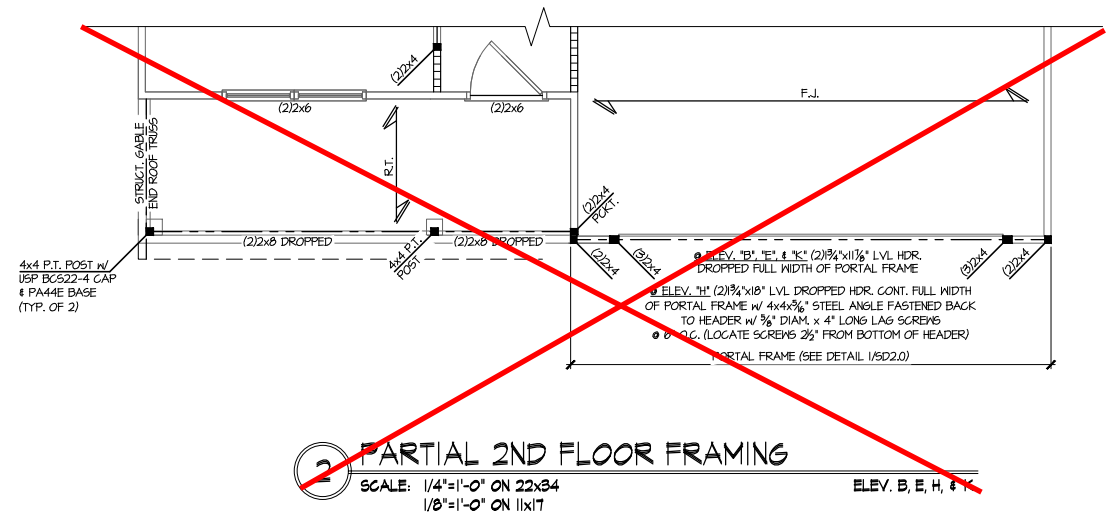 (2)2x4
F.J.
(2)2x6
(2)2x6
STRUCT. GABLE
END ROOF TRUSS
R.T.
(2)2x4
PORT.
(2)2x8 DROPPED
(2)2x8 DROPPED
4x4 P.T.
POST
(2)2x4
(3)2x4
(3)2x4
(2)2x4
4x4 P.T. POST W/
USP BCS22-4 CAP
& PA44E BASE
(TYP. OF 2)
@ ELEV. "B", "E", & "K" (2)1¾"x11⅞" LVL HDR.
DROPPED FULL WIDTH OF PORTAL FRAME
@ ELEV. "H" (2)1¾"x18" LVL DROPPED HDR. CONT. FULL WIDTH
OF PORTAL FRAME W/ 4x4x5/16" STEEL ANGLE FASTENED BACK
TO HEADER W/ ⅝" DIAM. x 4" LONG LAG SCREWS
@ 6" O.C. (LOCATE SCREWS 2½" FROM BOTTOM OF HEADER)
PORTAL FRAME (SEE DETAIL 1/SD2.0)
2 PARTIAL 2ND FLOOR FRAMING
SCALE: 1/4"=1'-0" ON 22x34 ELEV. B, E, H, & K
1/8"=1'-0" ON 11x17